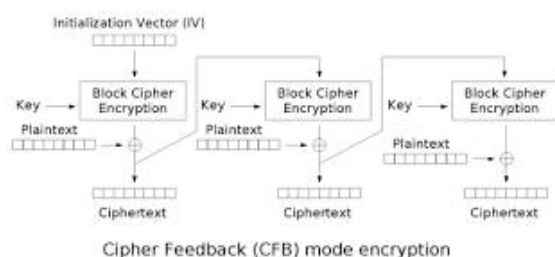 Initialization Vector (IV)
Block Cipher
Encryption
Key
Plaintext
Ciphertext
Block Cipher
Encryption
Key
Plaintext
Ciphertext
Block Cipher
Encryption
Key
Plaintext
Ciphertext
Cipher Feedback (CFB) mode encryption